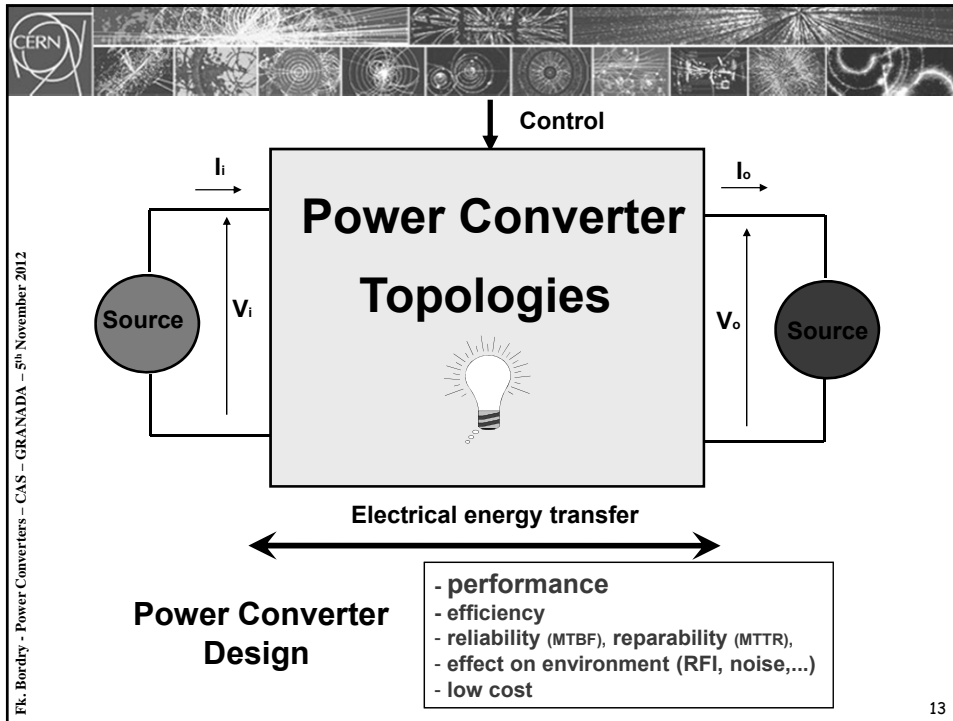 CERN
Control
Iᵢ
Iₒ
Power Converter
Topologies
Source
Vᵢ
Vₒ
Source
Electrical energy transfer
Power Converter
Design
- performance
- efficiency
- reliability (MTBF), reparability (MTTR),
- effect on environment (RFI, noise,...)
- low cost
Fk. Bordry - Power Converters – CAS – GRANADA – 5th November 2012
13